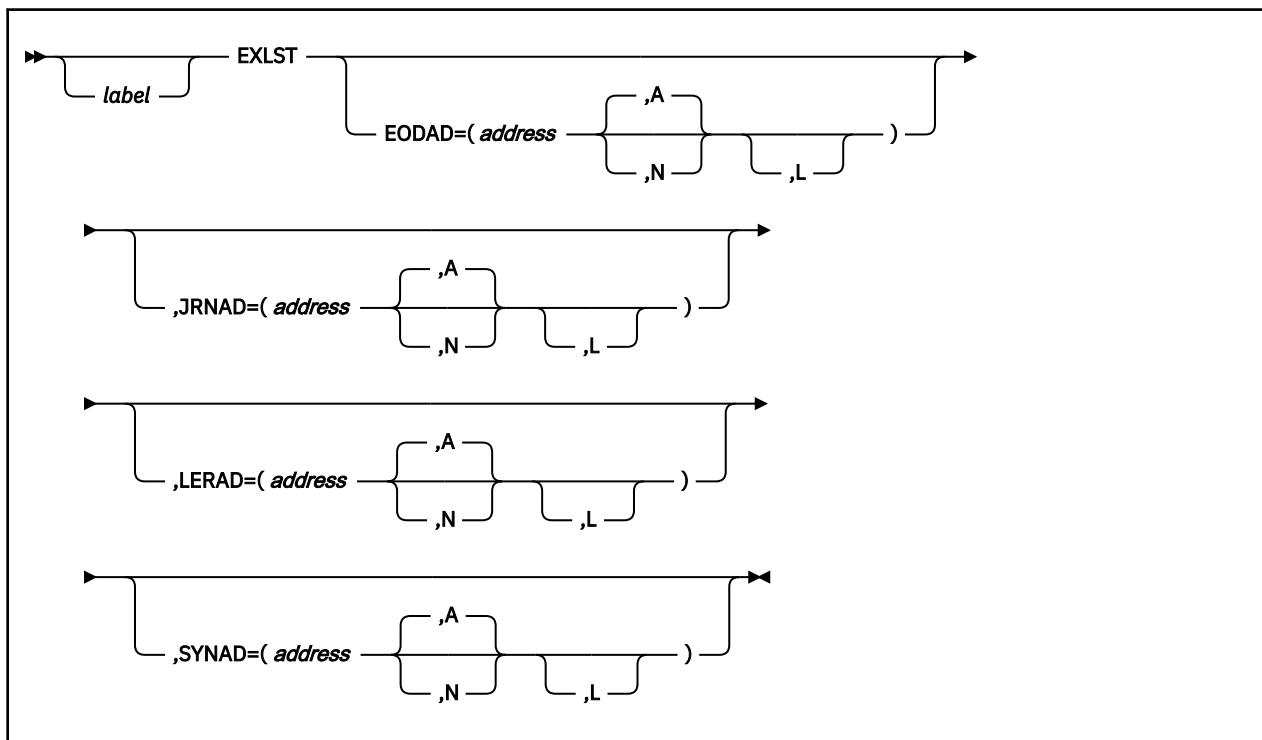 EXLST
label
,A
EODAD=( address )
,N
,L
,A
,JRNAD=( address )
,N
,L
,A
,LERAD=( address )
,N
,L
,A
,SYNAD=( address )
,N
,L